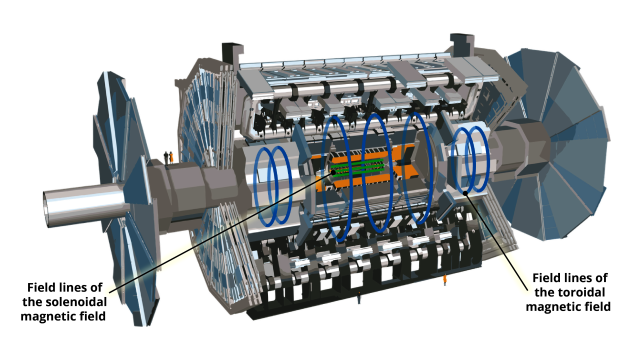 Field lines of
the solenoidal
magnetic field
Field lines of
the toroidal
magnetic field